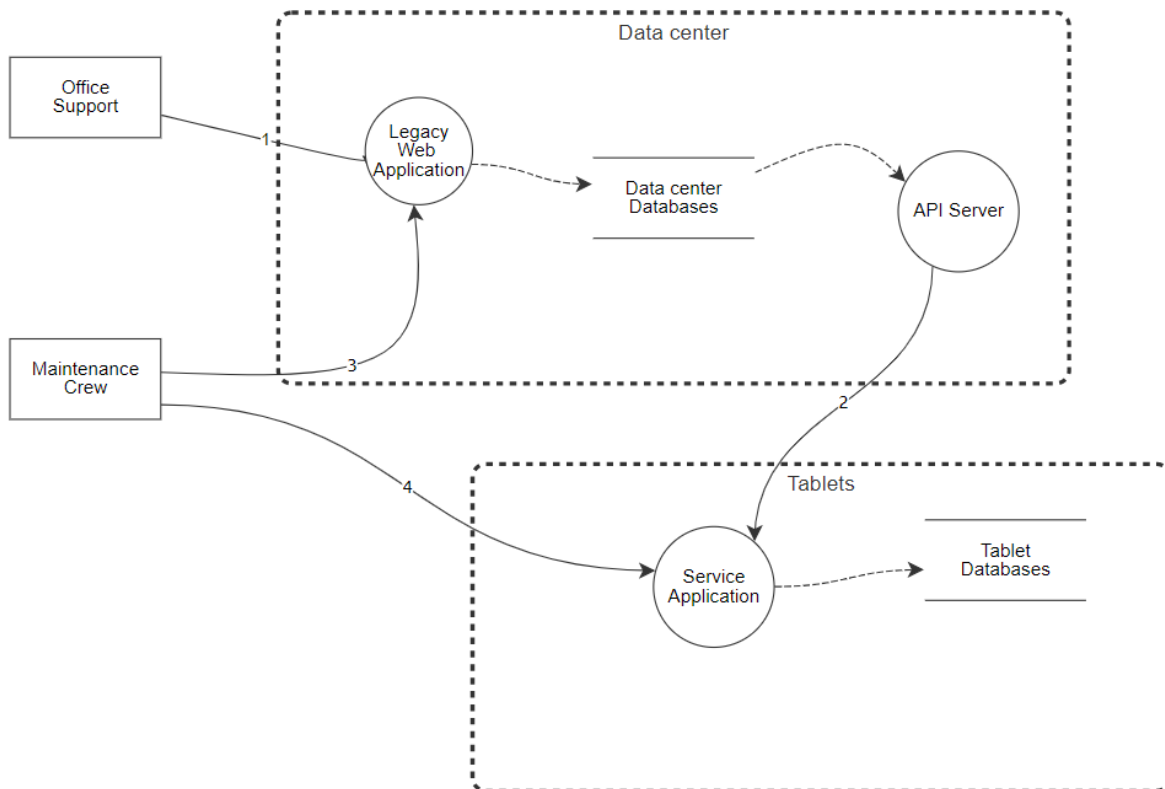 Data center
Office
Support
1
Legacy
Web
Application
Data center
Databases
API Server
Maintenance
Crew
3
2
4
Tablets
Service
Application
Tablet
Databases